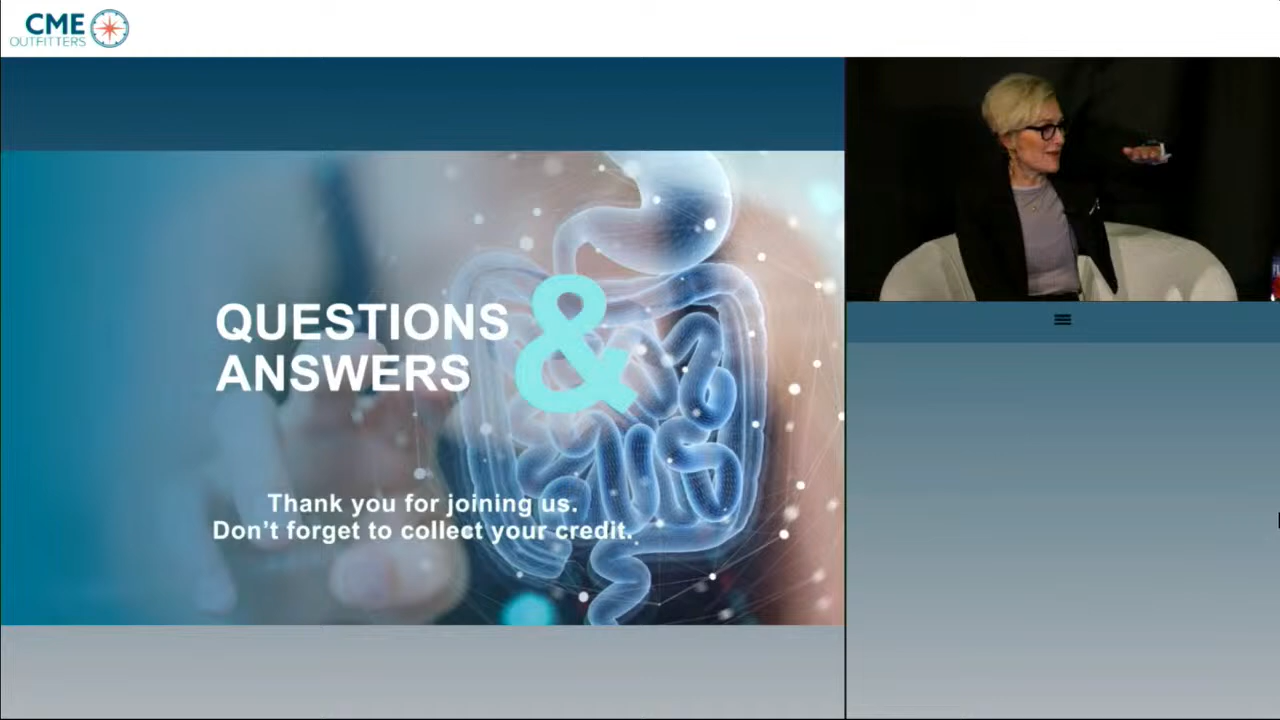 CME
OUTFITTERS
QUESTIONS &
ANSWERS
Thank you for joining us.
Don’t forget to collect your credit.